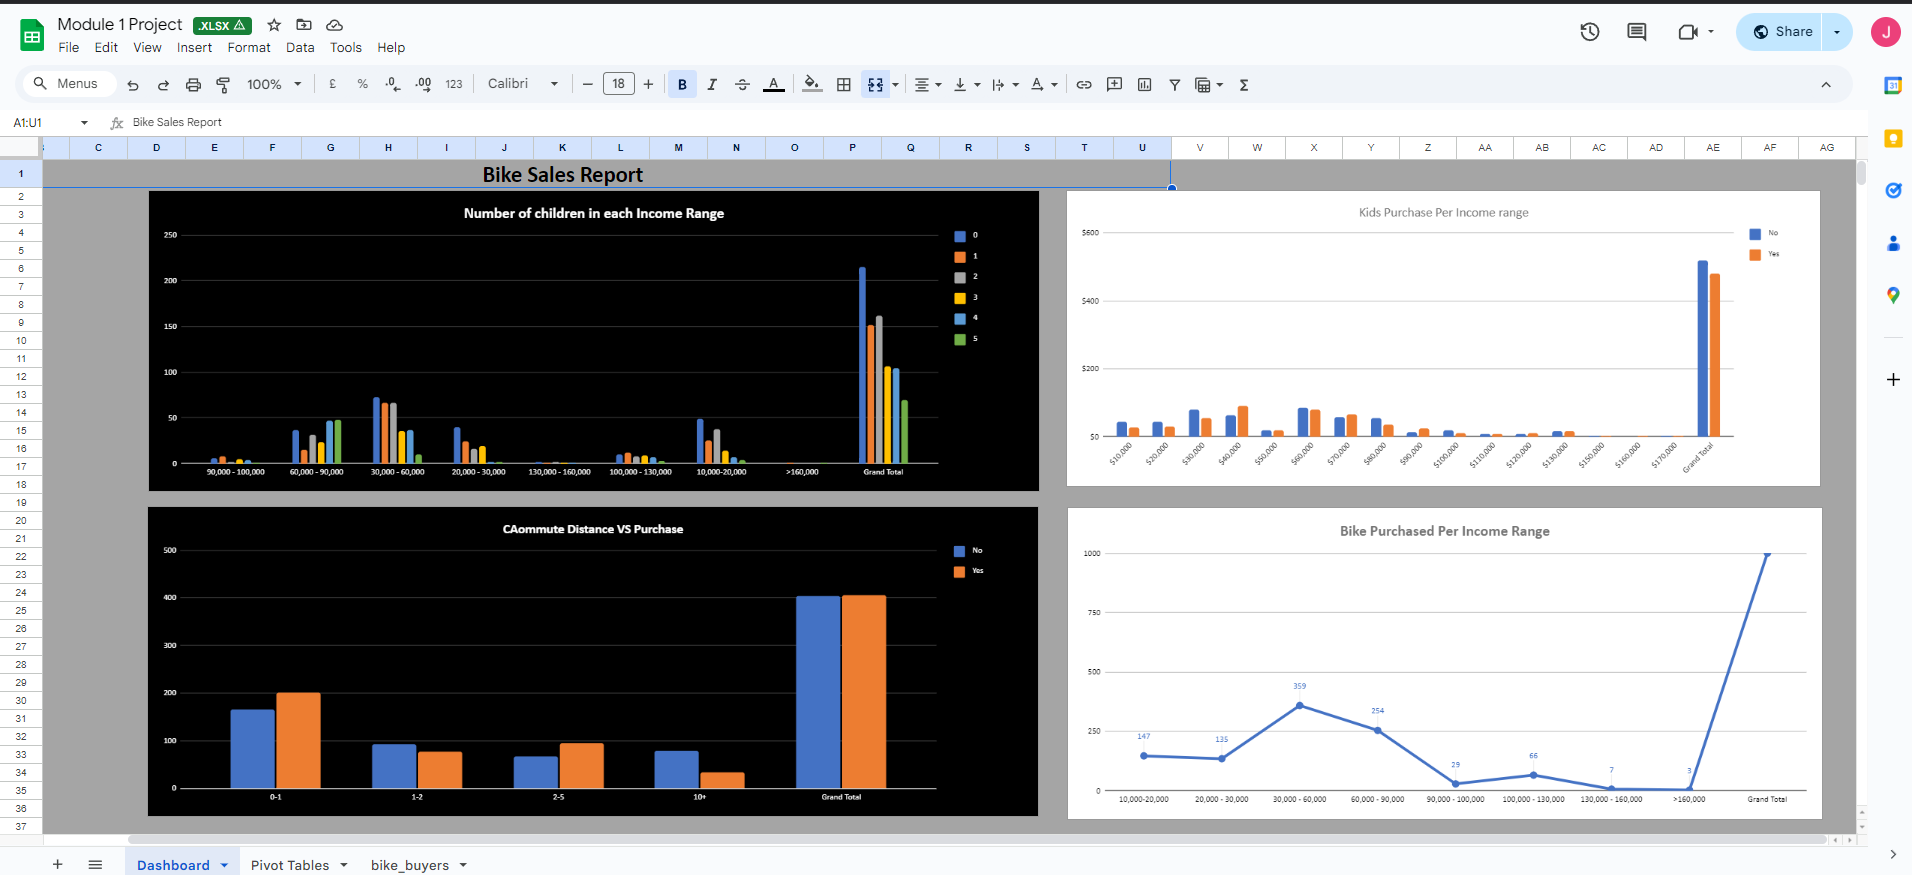 Module 1 Project .XLSX
File Edit View Insert Format Data Tools Help
Share
J
Menus 100% £ % .0 .00 123 Calibri 18 B I A A Σ
31
A1:U1 fx Bike Sales Report
C D E F G H I J K L M N O P Q R S T U V W X Y Z AA AB AC AD AE AF AG
1
2
3
4
5
6
7
8
9
10
11
12
13
14
15
16
17
18
19
20
21
22
23
24
25
26
27
28
29
30
31
32
33
34
35
36
37
Bike Sales Report
Number of children in each Income Range
250
200
150
100
50
0
90,000 - 100,000 60,000 - 90,000 30,000 - 60,000 20,000 - 30,000 130,000 - 160,000 100,000 - 130,000 10,000-20,000 >160,000 Grand Total
0
1
2
3
4
5
Kids Purchase Per Income range
$600
$400
$200
$0
$10,000 $20,000 $30,000 $40,000 $50,000 $60,000 $70,000 $80,000 $90,000 $100,000 $110,000 $120,000 $130,000 $150,000 $160,000 $170,000 Grand Total
No
Yes
CAommute Distance VS Purchase
500
400
300
200
100
0
0-1 1-2 2-5 10+ Grand Total
No
Yes
Bike Purchased Per Income Range
1000
750
500
250
0
147 135 359 254 29 66 7 3
10,000-20,000 20,000 - 30,000 30,000 - 60,000 60,000 - 90,000 90,000 - 100,000 100,000 - 130,000 130,000 - 160,000 >160,000 Grand Total
Dashboard Pivot Tables bike_buyers